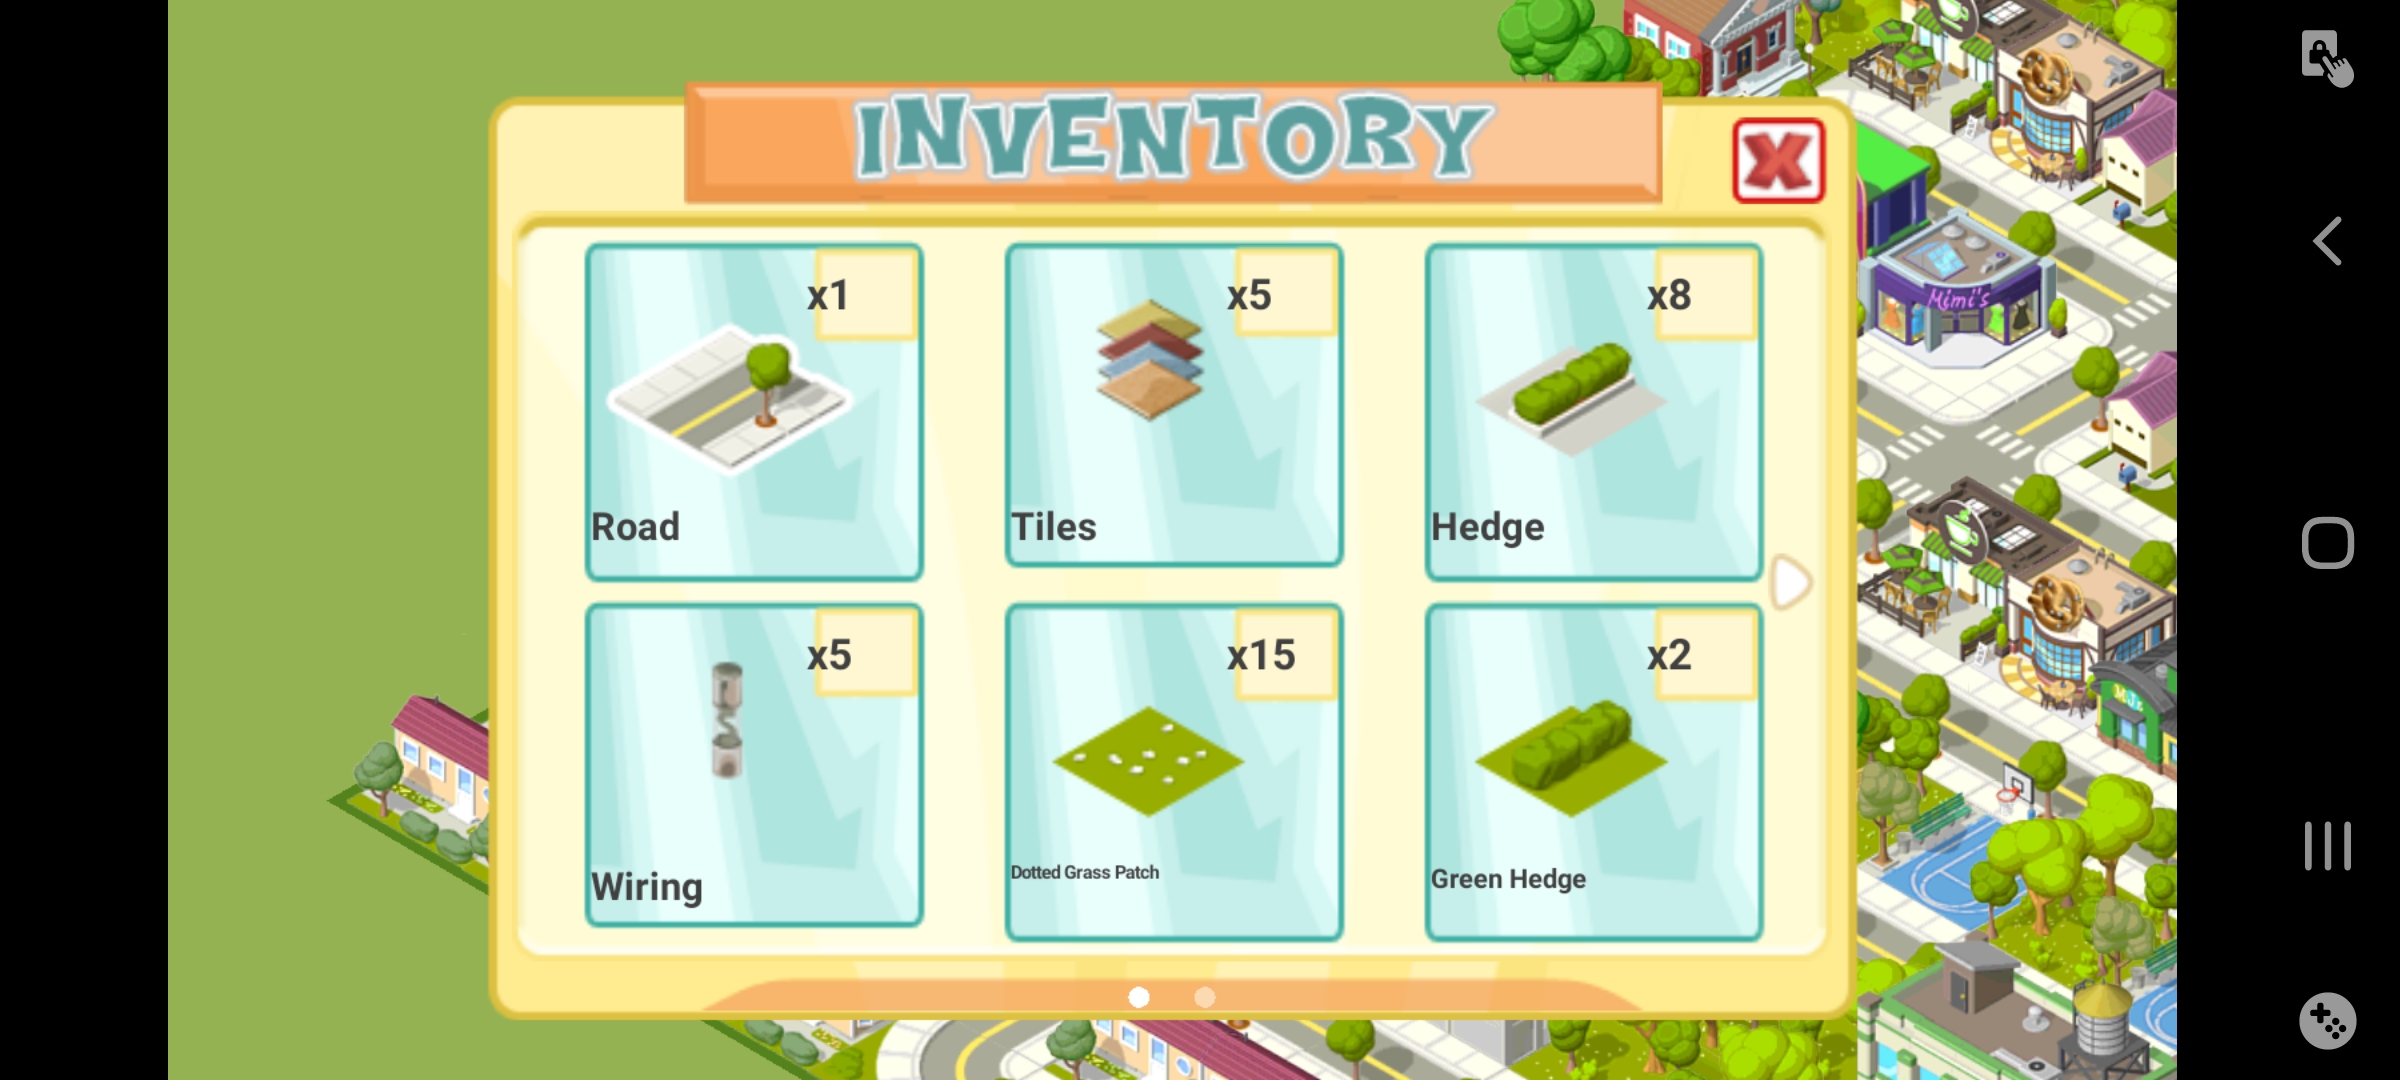 INVENTORY
x1
Road
x5
Tiles
x8
Hedge
x5
Wiring
x15
Dotted Grass Patch
x2
Green Hedge
Mimi's